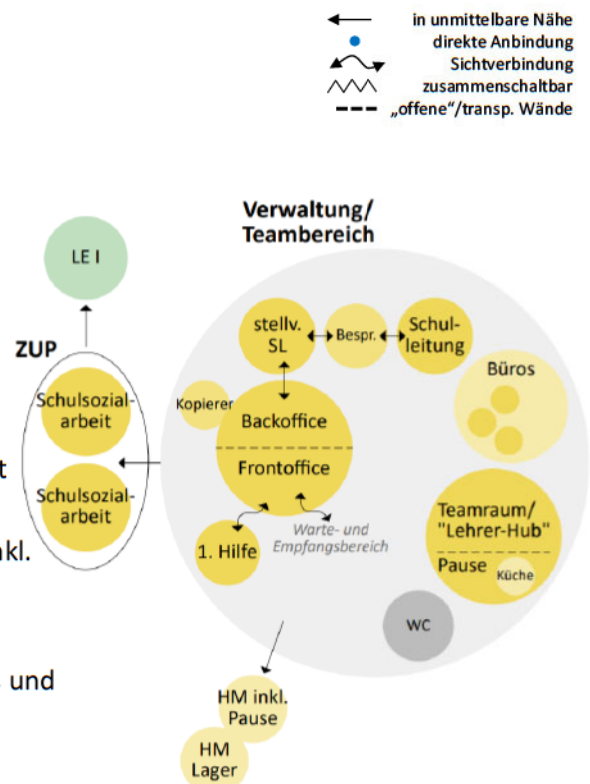 in unmittelbare Nähe
direkte Anbindung
Sichtverbindung
zusammenschaltbar
„offene“/transp. Wände
Verwaltung/
Teambereich
LE I
ZUP
Schulsozial-
arbeit
Schulsozial-
arbeit
stellv.
SL
Bespr.
Schul-
leitung
Büros
Kopierer
Backoffice
Frontoffice
Warte- und
Empfangsbereich
1. Hilfe
Teamraum/
"Lehrer-Hub"
Pause
Küche
WC
HM inkl.
Pause
HM
Lager
t
nkl.
und